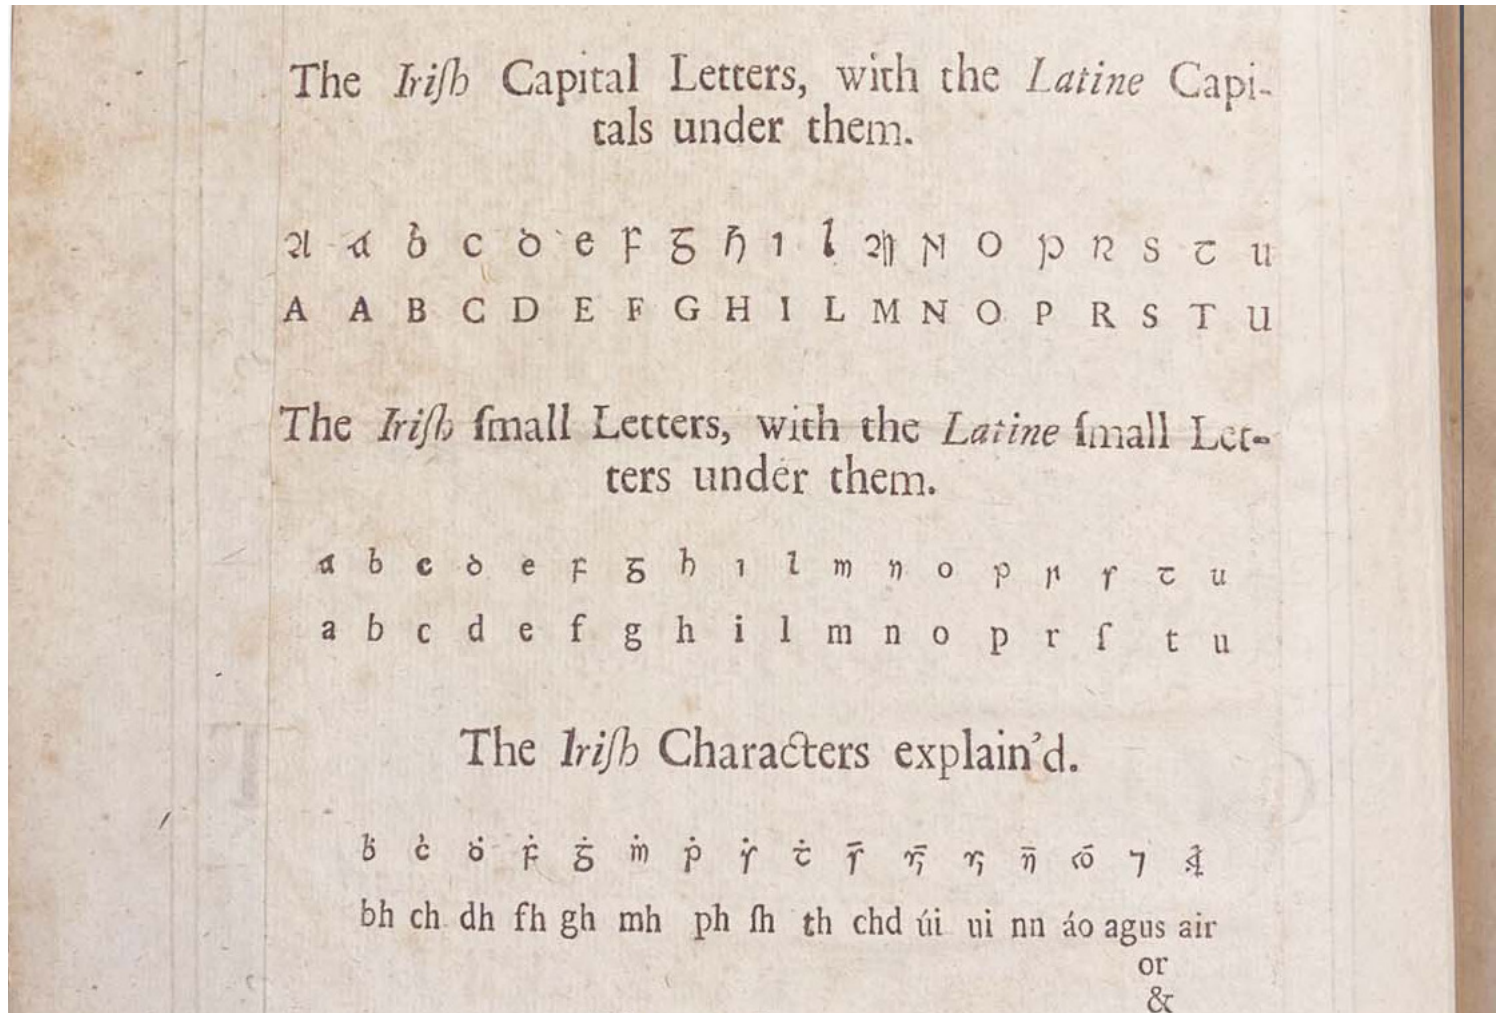 The Iriſh Capital Letters, with the Latine Capi-
tals under them.
Ꞃ a b c ꝺ e ꝼ ᵹ h ı l m N O p ꞃ S ꞇ u
A A B C D E F G H I L M N O P R S T U
The Iriſh ſmall Letters, with the Latine ſmall Let-
ters under them.
a b c ꝺ e ꝼ ᵹ h ı l m n o p ꞃ ꞅ ꞇ u
a b c d e f g h i l m n o p r ſ t u
The Iriſh Characters explain'd.
ḃ ċ ꝺ̇ ꝼ̇ ᵹ̇ ṁ ṗ ꞅ̇ ꞇ̇ n̄ ⁊
bh ch dh fh gh mh ph ſh th chd úi ui nn áo agus air
or
&